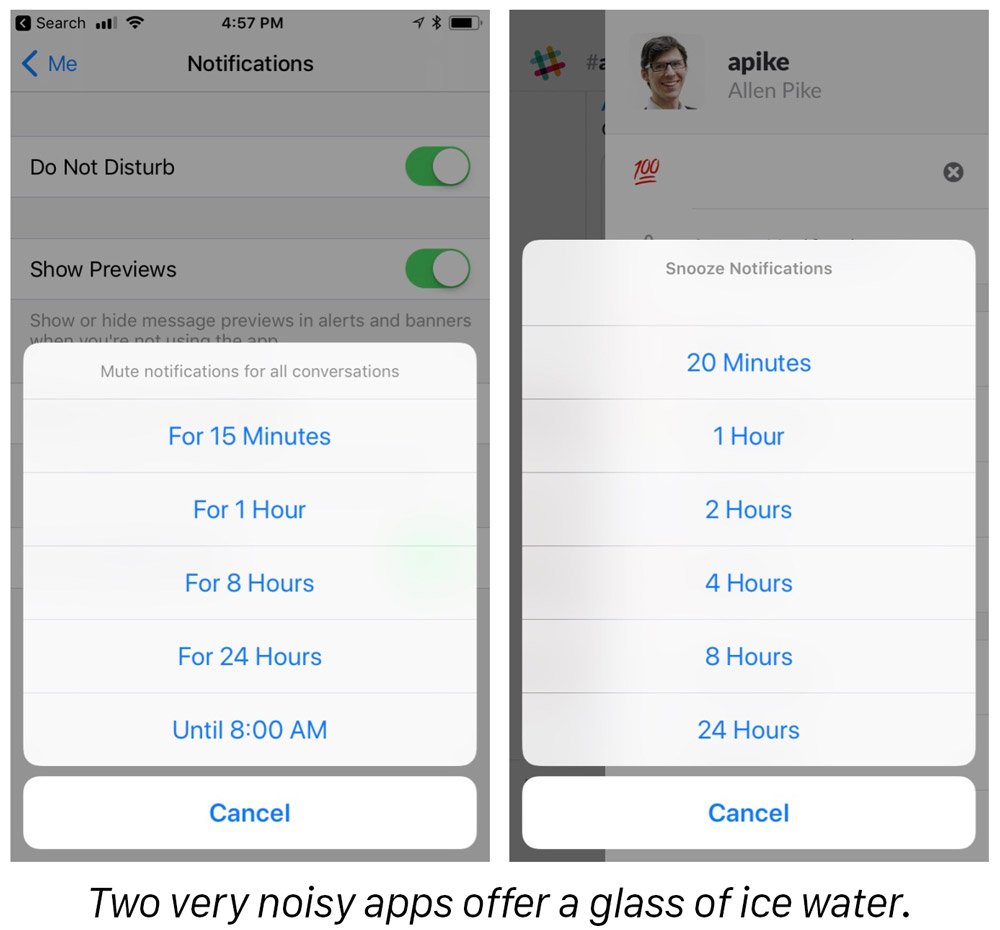 Search
4:57 PM
Me
Notifications
Do Not Disturb
Show Previews
Show or hide message previews in alerts and banners
when you're not using the app.
Mute notifications for all conversations
For 15 Minutes
For 1 Hour
For 8 Hours
For 24 Hours
Until 8:00 AM
Cancel
#a
apike
Allen Pike
100
Snooze Notifications
20 Minutes
1 Hour
2 Hours
4 Hours
8 Hours
24 Hours
Cancel
Two very noisy apps offer a glass of ice water.